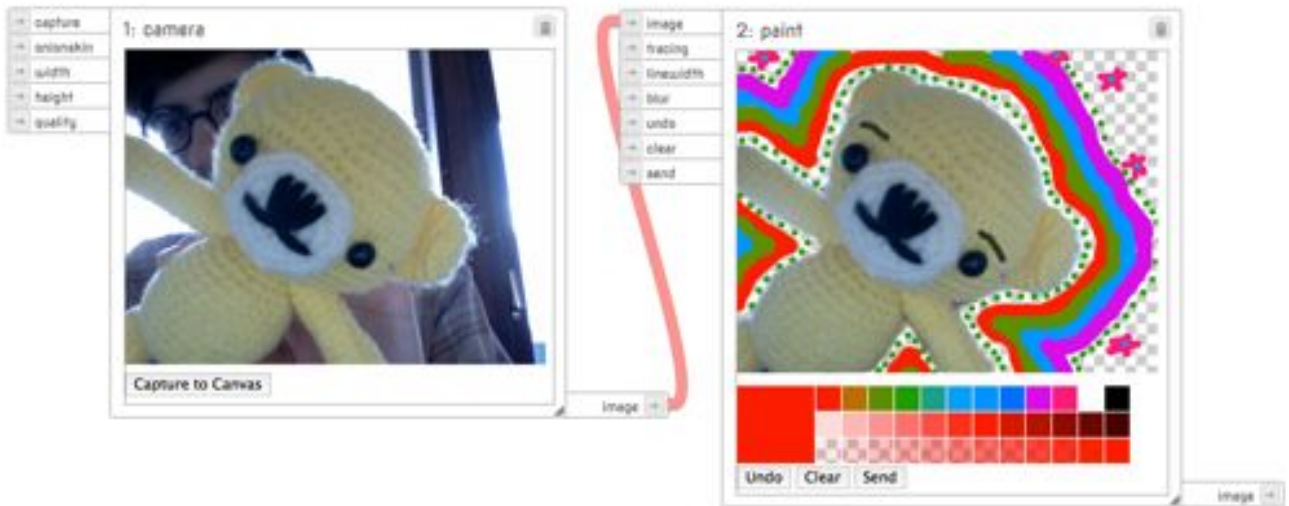 capture
onionskin
width
height
quality
1: camera
Capture to Canvas
image
image
tracing
linewidth
blur
undo
clear
send
2: paint
Undo Clear Send
image